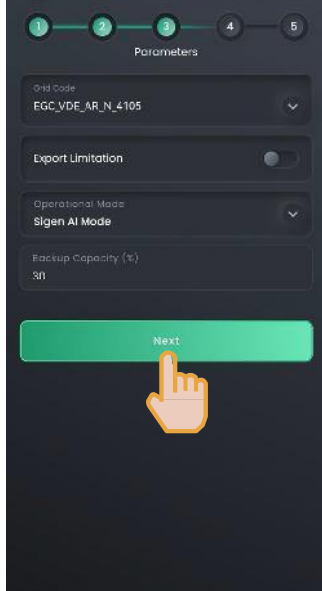 1 2 3 4 5
Parameters
Grid Code
EGC_VDE_AR_N_4105
Export Limitation
Operational Mode
Sigen AI Mode
Backup Capacity (%)
30
Next